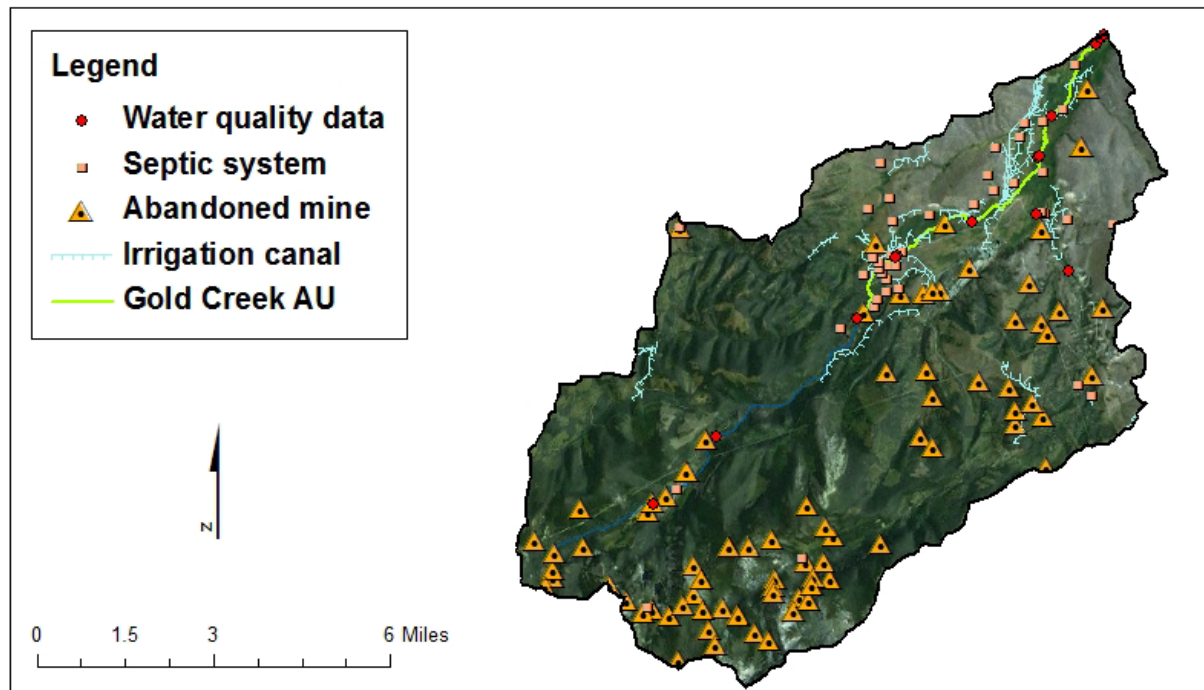 Legend
Water quality data
Septic system
Abandoned mine
Irrigation canal
Gold Creek AU
N
0 1.5 3 6 Miles